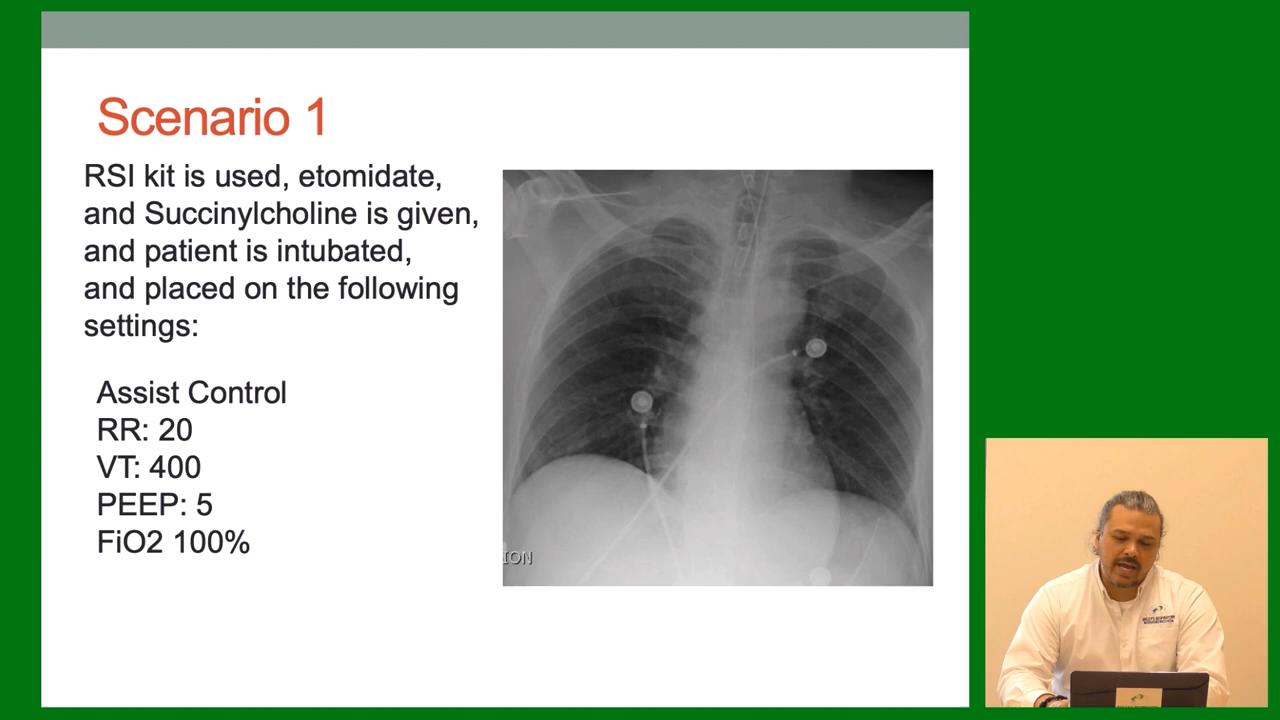 Scenario 1
RSI kit is used, etomidate,
and Succinylcholine is given,
and patient is intubated,
and placed on the following
settings:
Assist Control
RR: 20
VT: 400
PEEP: 5
FiO2 100%
ION